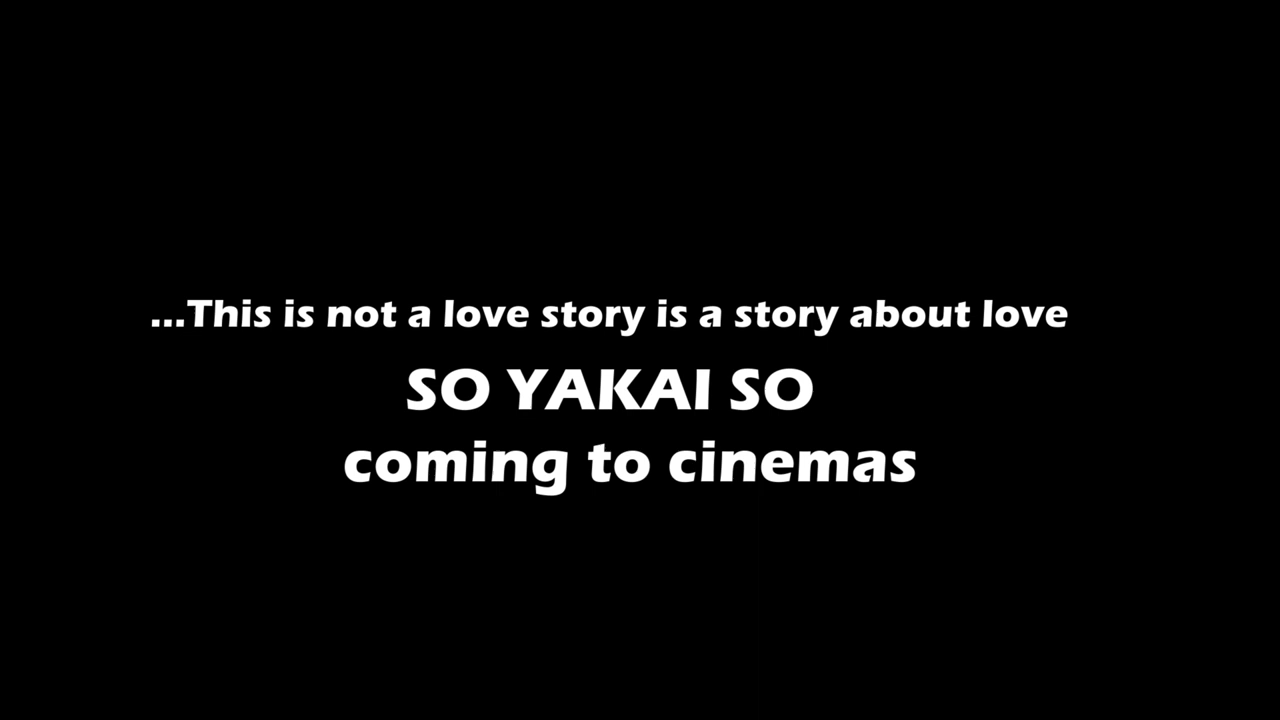 ...This is not a love story is a story about love
SO YAKAI SO
coming to cinemas